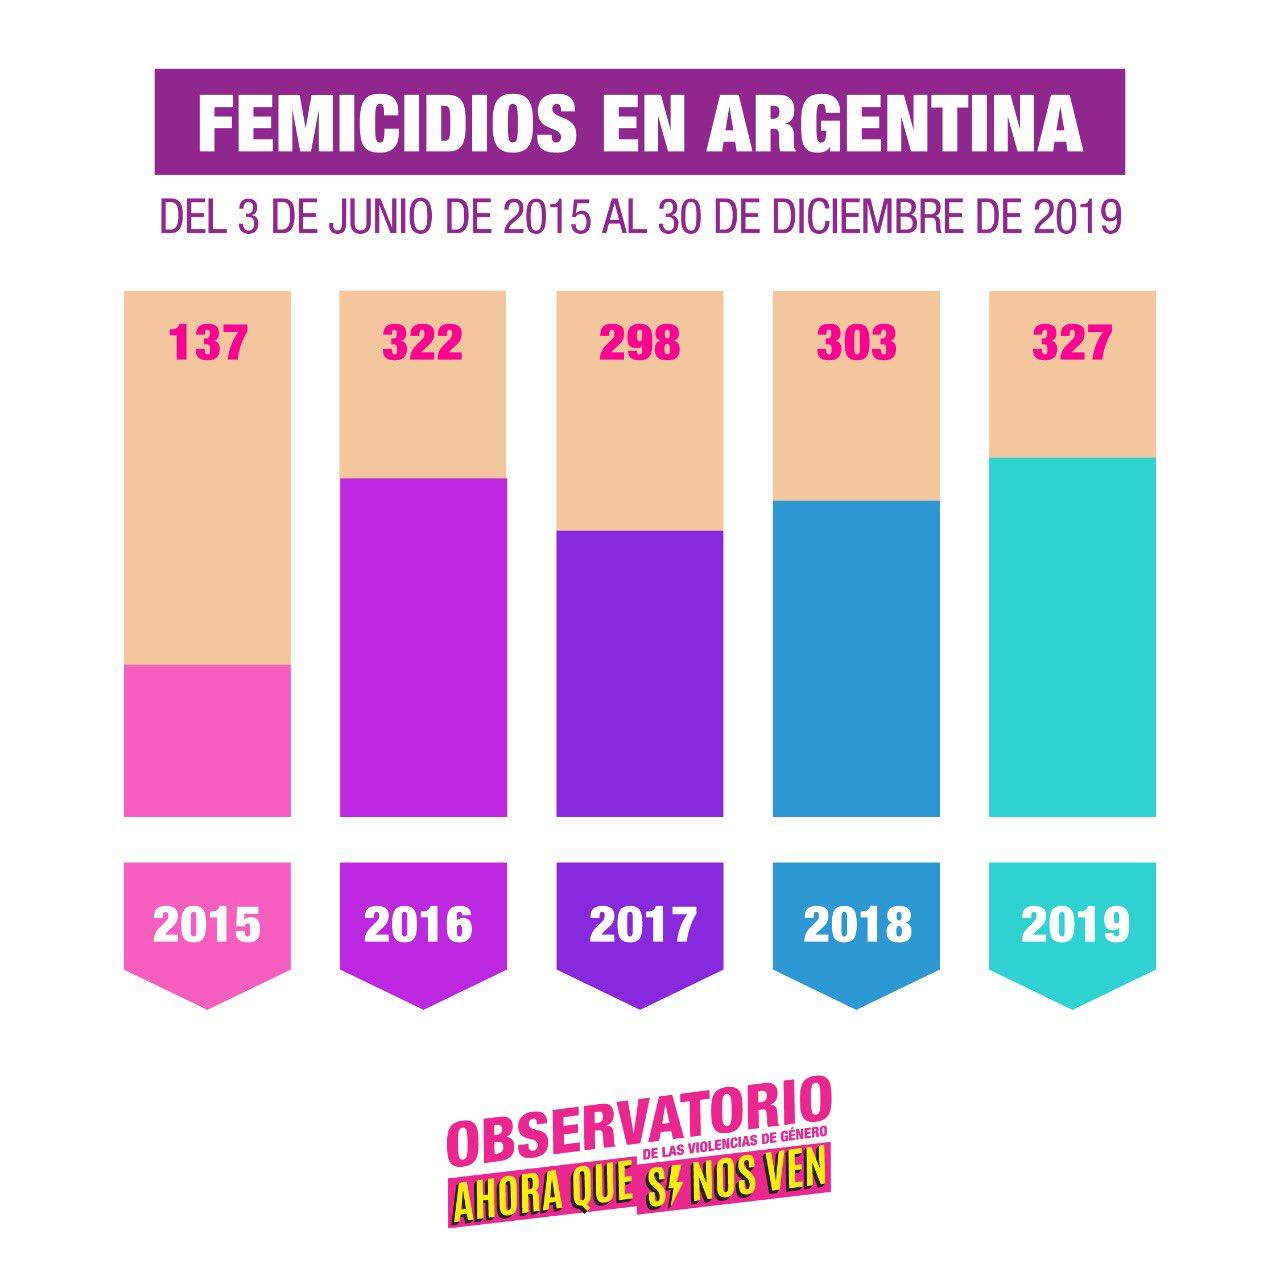 FEMICIDIOS EN ARGENTINA
DEL 3 DE JUNIO DE 2015 AL 30 DE DICIEMBRE DE 2019
137 322 298 303 327
2015 2016 2017 2018 2019
OBSERVATORIO
DE LAS VIOLENCIAS DE GÉNERO
AHORA QUE SÍ NOS VEN